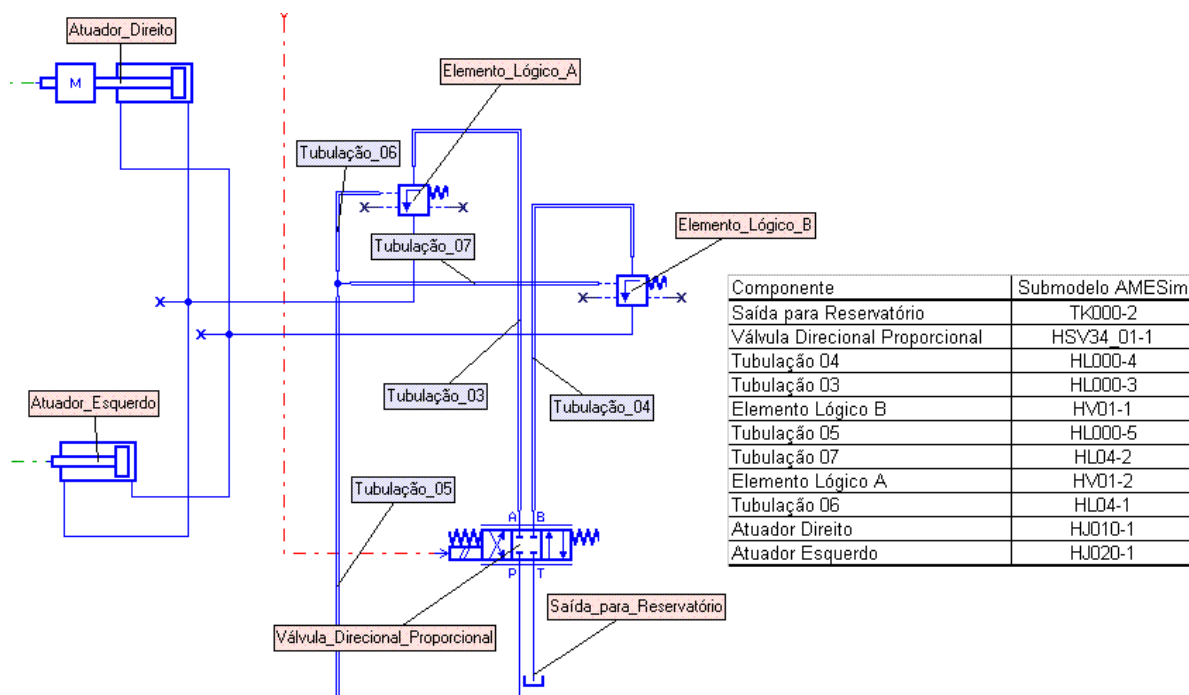 Atuador_Direito
M
Elemento_Lógico_A
Tubulação_06
Elemento_Lógico_B
Tubulação_07
Tubulação_03
Tubulação_04
Atuador_Esquerdo
Tubulação_05
A B
P T
Saída_para_Reservatório
Válvula_Direcional_Proporcional
Componente Submodelo AMESim
Saída para Reservatório TK000-2
Válvula Direcional Proporcional HSV34_01-1
Tubulação 04 HL000-4
Tubulação 03 HL000-3
Elemento Lógico B HV01-1
Tubulação 05 HL000-5
Tubulação 07 HL04-2
Elemento Lógico A HV01-2
Tubulação 06 HL04-1
Atuador Direito HJ010-1
Atuador Esquerdo HJ020-1